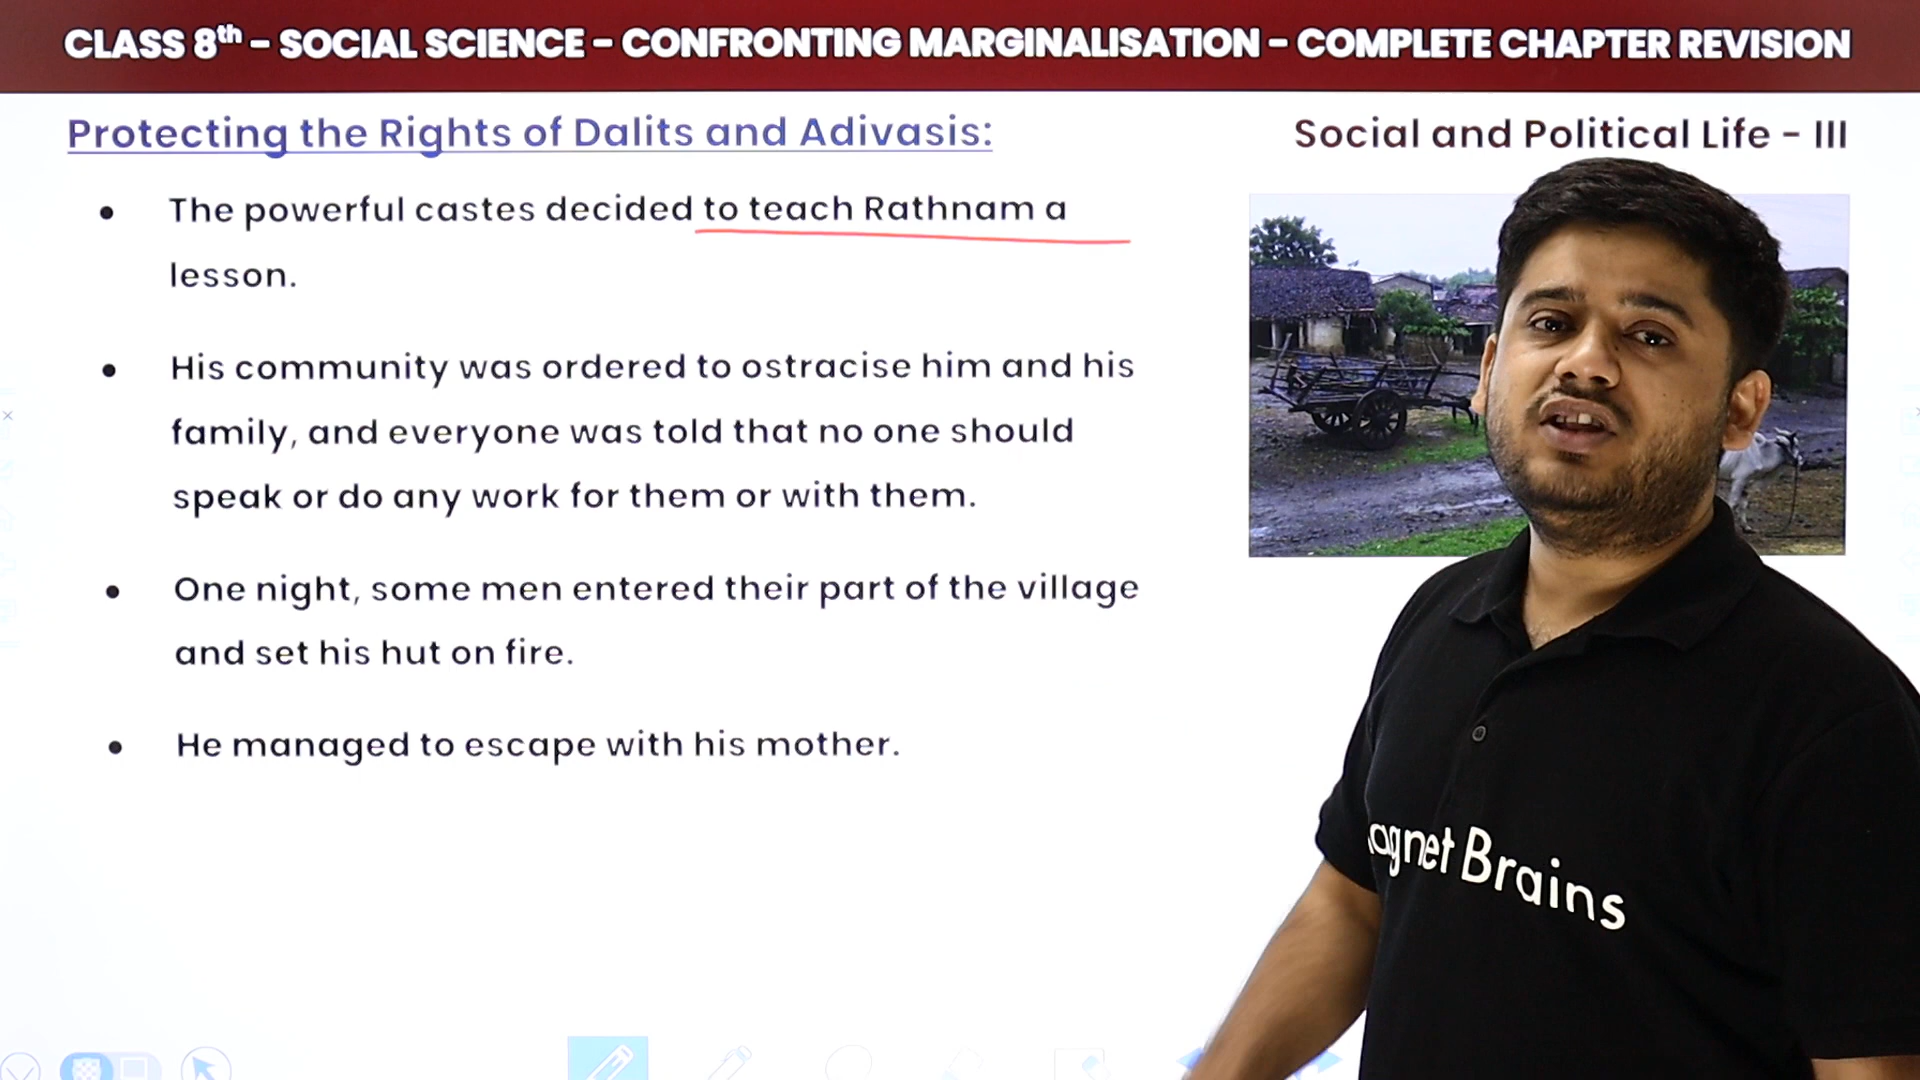 CLASS 8th - SOCIAL SCIENCE - CONFRONTING MARGINALISATION - COMPLETE CHAPTER REVISION
Protecting the Rights of Dalits and Adivasis:
Social and Political Life - III
• The powerful castes decided to teach Rathnam a
lesson.
• His community was ordered to ostracise him and his
family, and everyone was told that no one should
speak or do any work for them or with them.
• One night, some men entered their part of the village
and set his hut on fire.
• He managed to escape with his mother.
agnet Brains